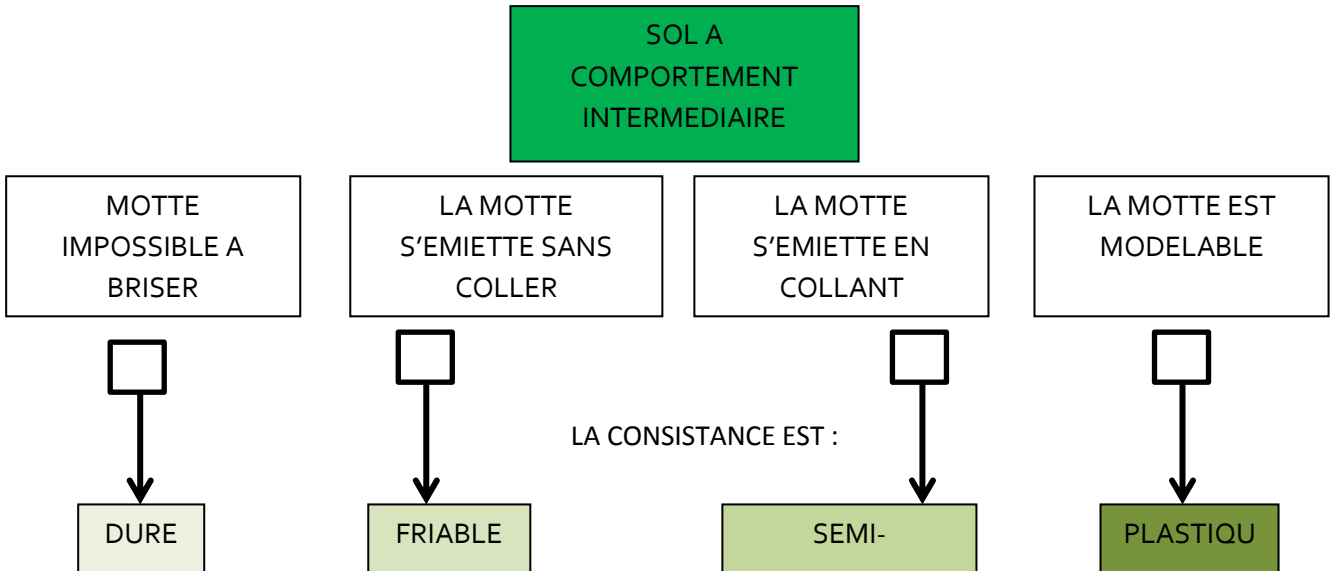 SOL A
COMPORTEMENT
INTERMEDIAIRE
MOTTE
IMPOSSIBLE A
BRISER
LA MOTTE
S’EMIETTE SANS
COLLER
LA MOTTE
S’EMIETTE EN
COLLANT
LA MOTTE EST
MODELABLE
LA CONSISTANCE EST :
DURE
FRIABLE
SEMI-
PLASTIQU